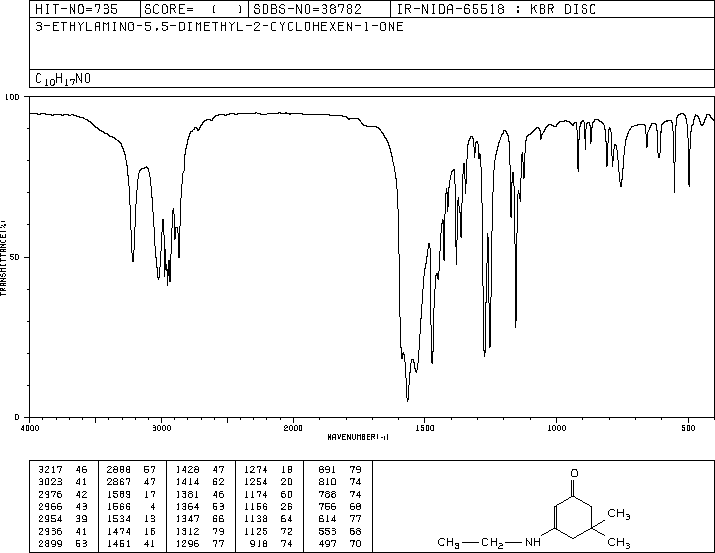 HIT-NO=735 SCORE= ( ) SDBS-NO=38782 IR-NIDA-65518 : KBR DISC
3-ETHYLAMINO-5,5-DIMETHYL-2-CYCLOHEXEN-1-ONE
C10H17NO
100
50
0
TRANSMITTANCE(%)
4000 3000 2000 1500 1000 500
WAVENUMBER(-1)
3217 46 2888 57 1428 47 1274 18 891 79
3023 41 2867 47 1414 62 1254 20 810 74
2976 42 1589 17 1381 46 1174 60 788 74
2966 43 1566 4 1364 53 1156 26 756 68
2954 39 1534 13 1347 66 1138 64 614 77
2936 41 1474 16 1312 79 1125 72 553 68
2899 53 1451 41 1296 77 918 74 497 70
O
CH3
CH3—CH2—NH
CH3